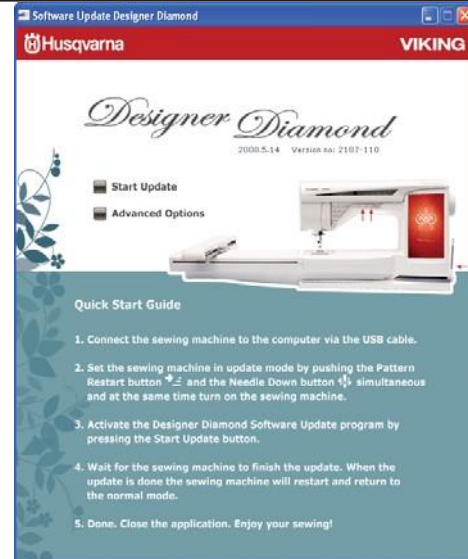 Software Update Designer Diamond
Husqvarna VIKING
Designer Diamond
2008.5.14 Version no: 2187-110
Start Update
Advanced Options
Quick Start Guide
1. Connect the sewing machine to the computer via the USB cable.
2. Set the sewing machine in update mode by pushing the Pattern
Restart button and the Needle Down button simultaneous
and at the same time turn on the sewing machine.
3. Activate the Designer Diamond Software Update program by
pressing the Start Update button.
4. Wait for the sewing machine to finish the update. When the
update is done the sewing machine will restart and return to
the normal mode.
5. Done. Close the application. Enjoy your sewing!